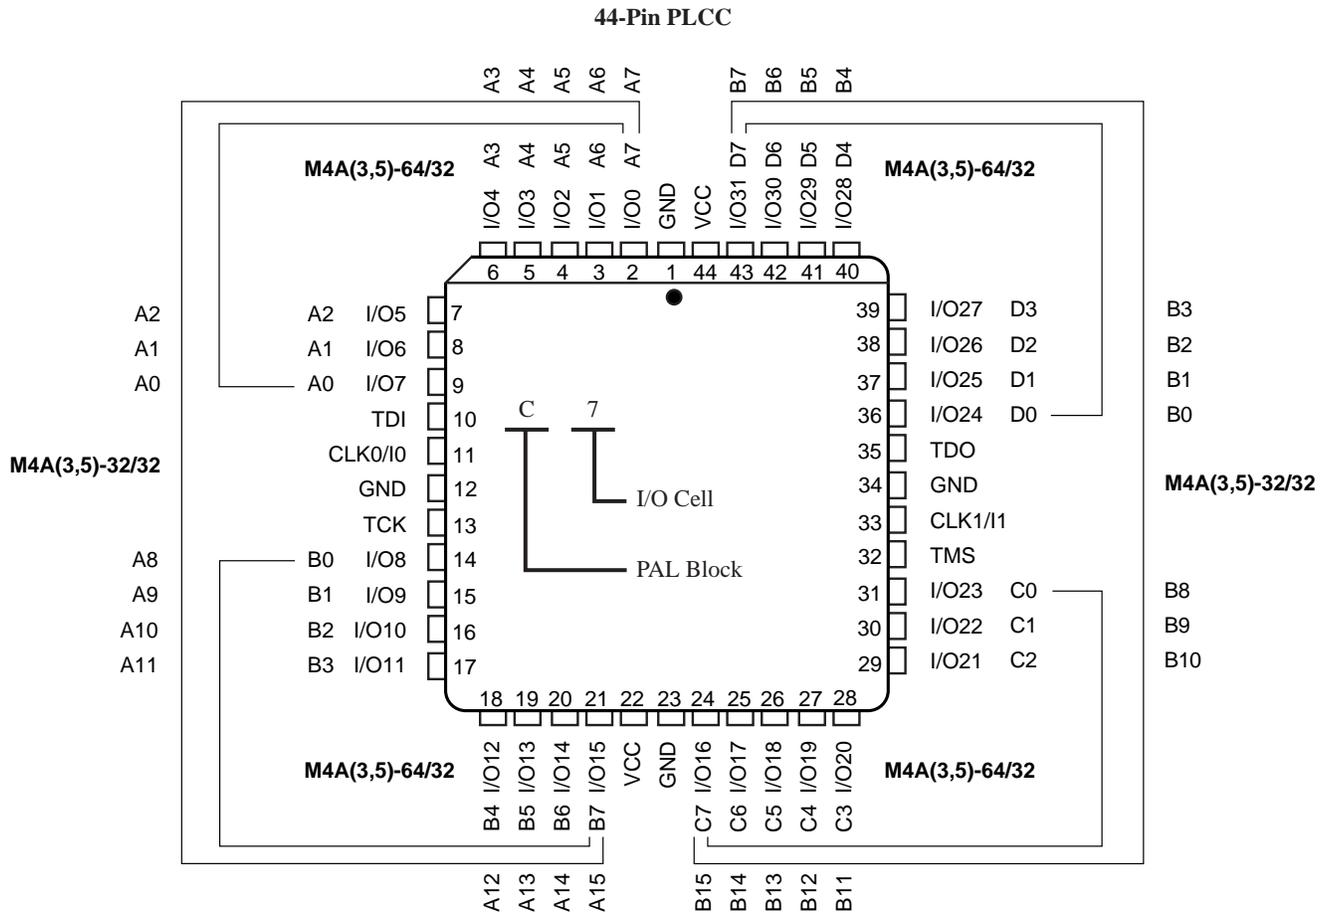 44-Pin PLCC
A3 A4 A5 A6 A7 B7 B6 B5 B4
M4A(3,5)-64/32
A3 A4 A5 A6 A7 D7 D6 D5 D4
M4A(3,5)-64/32
I/O4 I/O3 I/O2 I/O1 I/O0 GND VCC I/O31 I/O30 I/O29 I/O28
6 5 4 3 2 1 44 43 42 41 40
A2 A2 I/O5 7 39 I/O27 D3 B3
A1 A1 I/O6 8 38 I/O26 D2 B2
A0 A0 I/O7 9 37 I/O25 D1 B1
TDI 10 C 7 36 I/O24 D0 B0
CLK0/I0 11 35 TDO
M4A(3,5)-32/32
GND 12 I/O Cell 34 GND
M4A(3,5)-32/32
TCK 13 33 CLK1/I1
A8 B0 I/O8 14 PAL Block 32 TMS
A9 B1 I/O9 15 31 I/O23 C0 B8
A10 B2 I/O10 16 30 I/O22 C1 B9
A11 B3 I/O11 17 29 I/O21 C2 B10
18 19 20 21 22 23 24 25 26 27 28
I/O12 I/O13 I/O14 I/O15 VCC GND I/O16 I/O17 I/O18 I/O19 I/O20
M4A(3,5)-64/32
M4A(3,5)-64/32
B4 B5 B6 B7 C7 C6 C5 C4 C3
A12 A13 A14 A15 B15 B14 B13 B12 B11